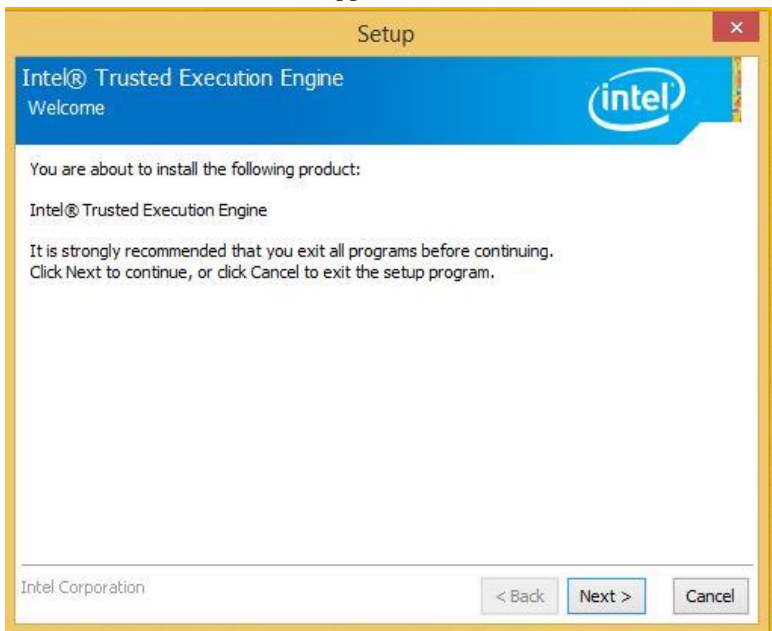 Setup
Intel® Trusted Execution Engine
Welcome
intel
You are about to install the following product:
Intel® Trusted Execution Engine
It is strongly recommended that you exit all programs before continuing.
Click Next to continue, or click Cancel to exit the setup program.
Intel Corporation
< Back Next > Cancel